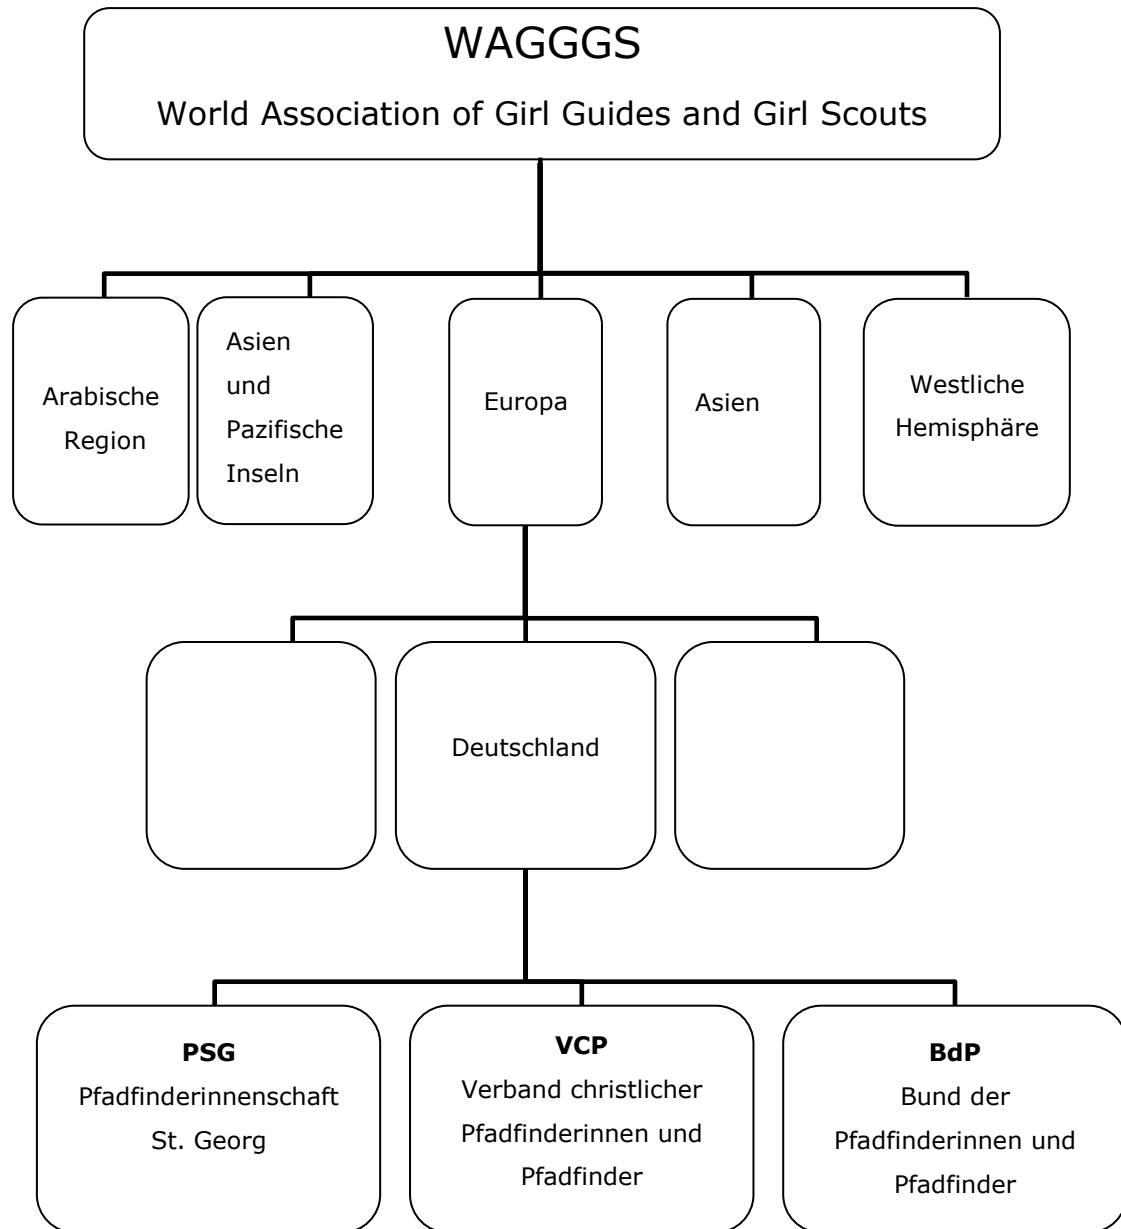 WAGGGS
World Association of Girl Guides and Girl Scouts
Arabische
Region
Asien
und
Pazifische
Inseln
Europa
Asien
Westliche
Hemisphäre
Deutschland
PSG
Pfadfinderinnenschaft
St. Georg
VCP
Verband christlicher
Pfadfinderinnen und
Pfadfinder
BdP
Bund der
Pfadfinderinnen und
Pfadfinder